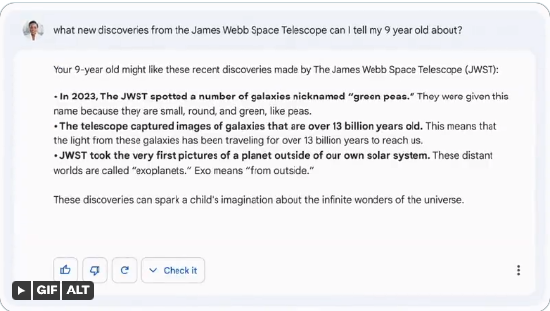 what new discoveries from the James Webb Space Telescope can I tell my 9 year old about?
Your 9-year old might like these recent discoveries made by The James Webb Space Telescope (JWST):
• In 2023, The JWST spotted a number of galaxies nicknamed "green peas." They were given this
name because they are small, round, and green, like peas.
• The telescope captured images of galaxies that are over 13 billion years old. This means that
the light from these galaxies has been traveling for over 13 billion years to reach us.
• JWST took the very first pictures of a planet outside of our own solar system. These distant
worlds are called "exoplanets." Exo means "from outside."
These discoveries can spark a child's imagination about the infinite wonders of the universe.
Check it
GIF ALT